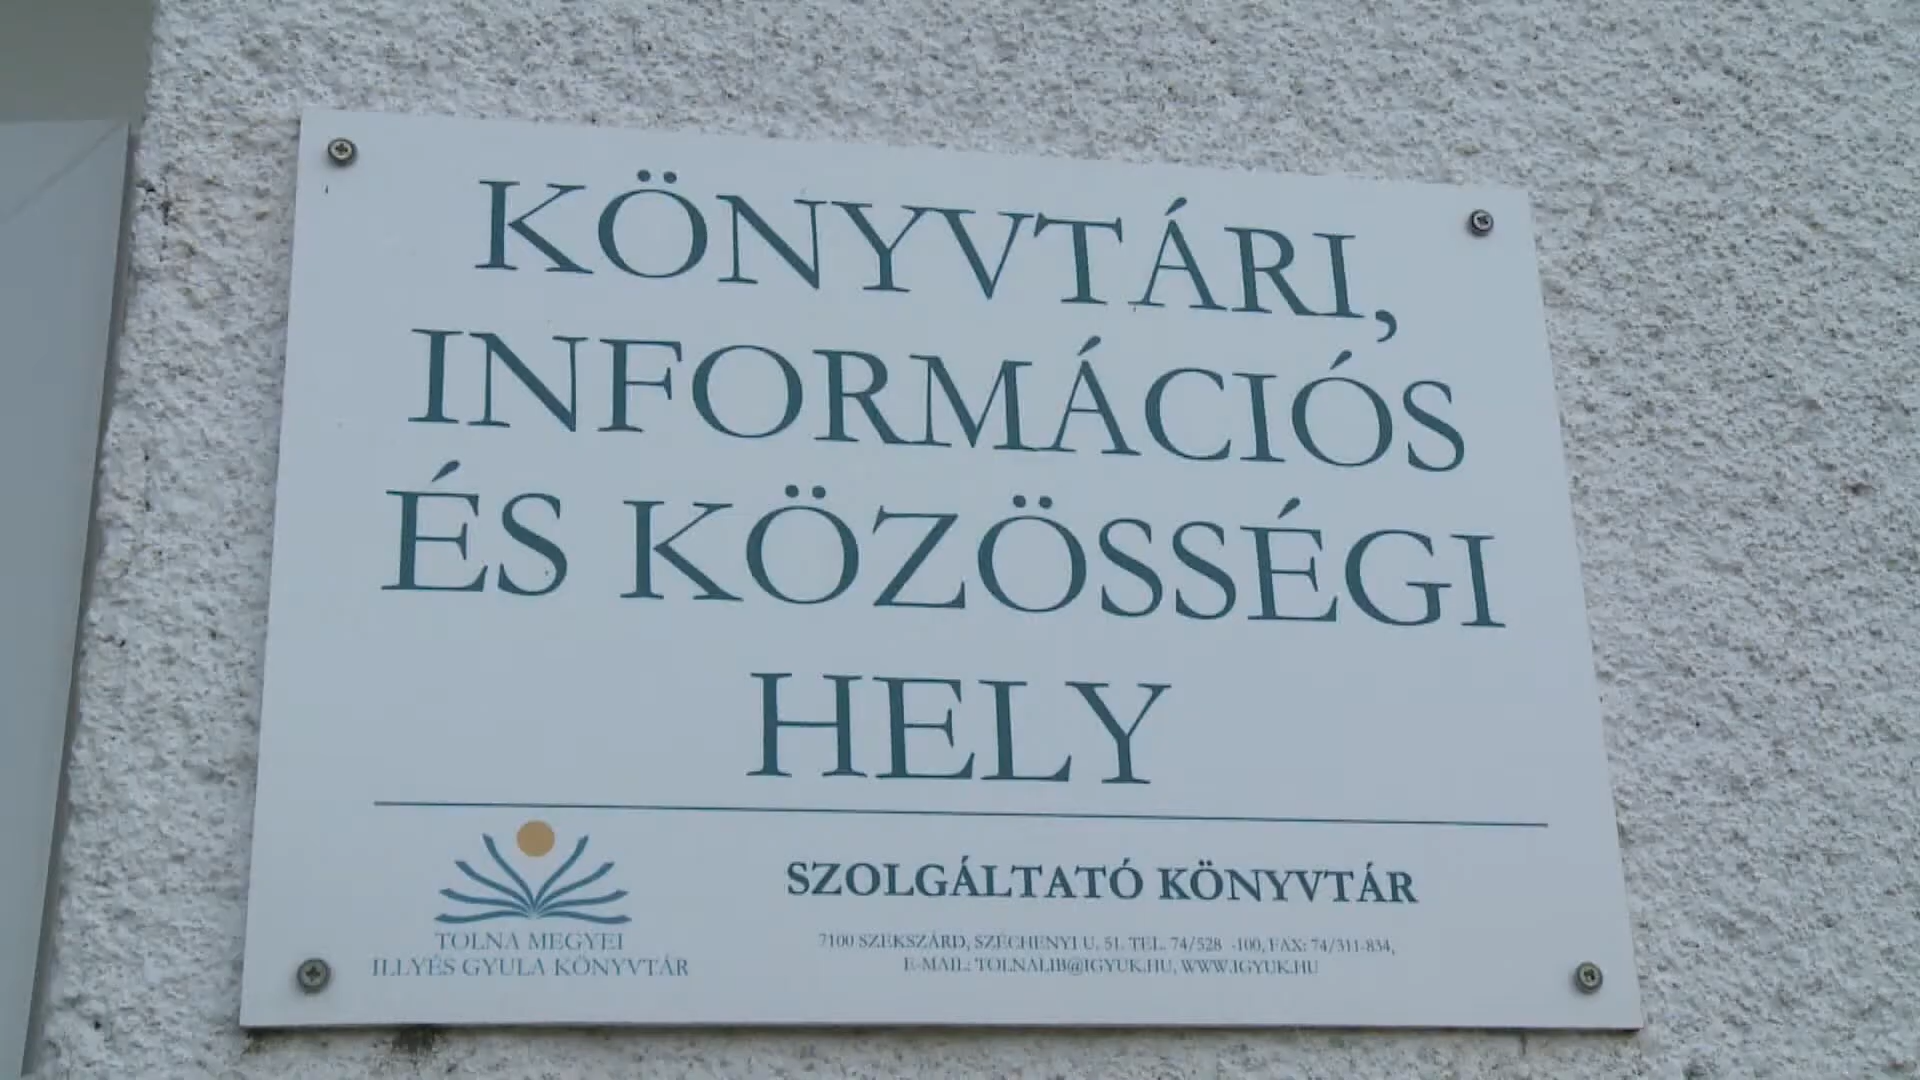 KÖNYVTÁRI,
INFORMÁCIÓS
ÉS KÖZÖSSÉGI
HELY
TOLNA MEGYEI
ILLYÉS GYULA KÖNYVTÁR
SZOLGÁLTATÓ KÖNYVTÁR
7100 SZEKSZÁRD, SZÉCHENYI U. 51. TEL. 74/528 -100, FAX: 74/311-834,
E-MAIL: TOLNALIB@IGYUK.HU, WWW.IGYUK.HU